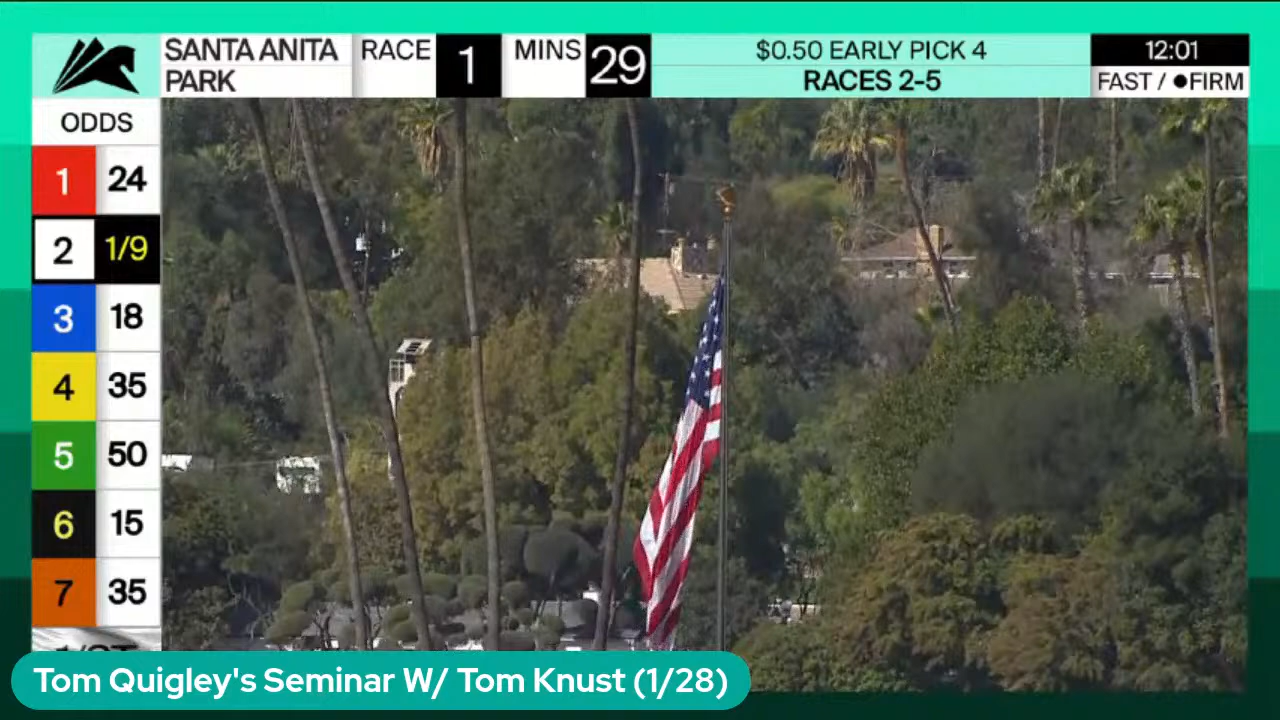 SANTA ANITA
PARK
RACE
1
MINS
29
$0.50 EARLY PICK 4
RACES 2-5
12:01
FAST / ●FIRM
ODDS
1 24
2 1/9
3 18
4 35
5 50
6 15
7 35
Tom Quigley's Seminar W/ Tom Knust (1/28)